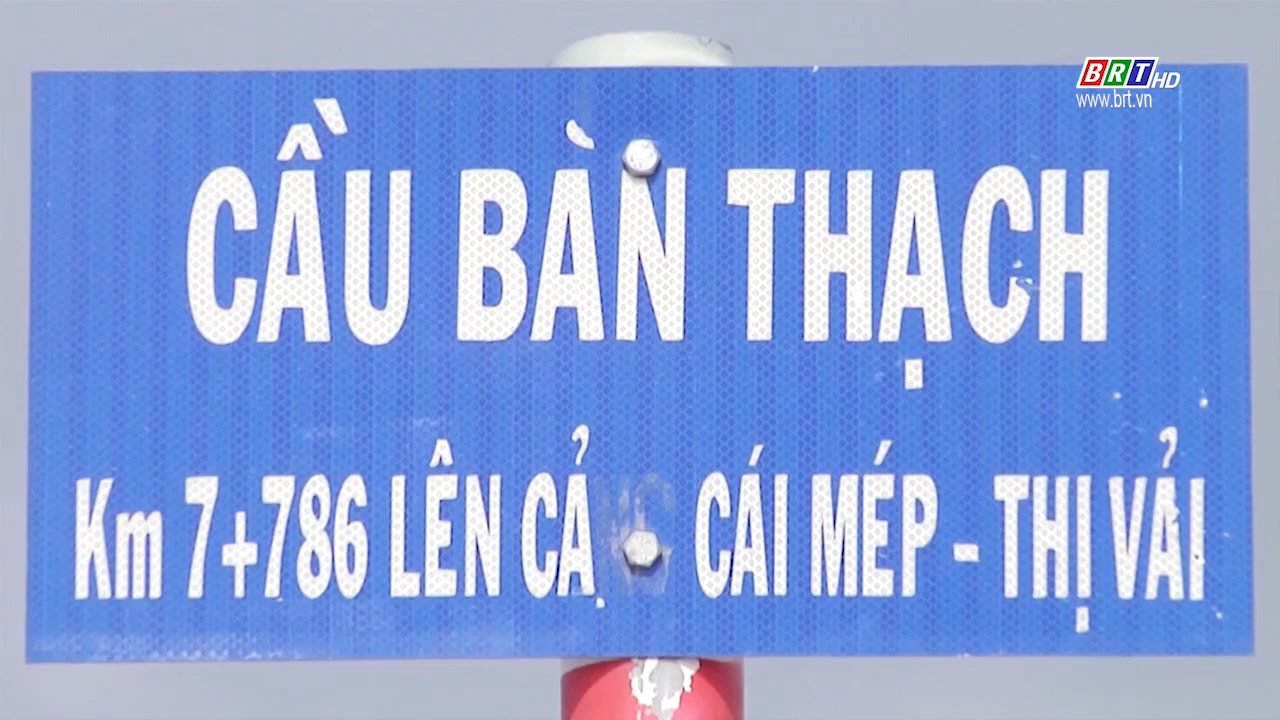 BRT HD
www.brt.vn
CẦU BÀN THẠCH
Km 7+786 LÊN CẢ CÁI MÉP - THỊ VẢI